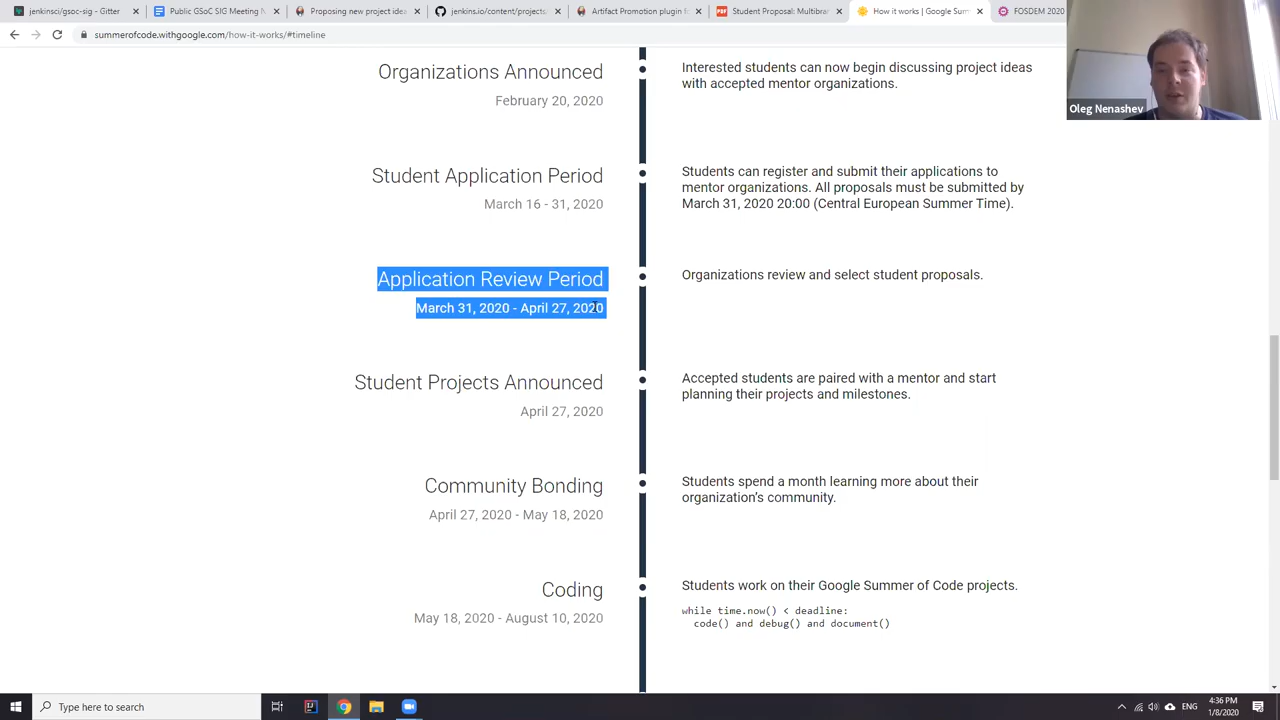 jenkinsci/gsoc-sig - Gitter
Public GSoC SIG Meeting N
Proposing new project idea
jenkins.io/content/projects
Artifact Promotion plugin f
Student Proposal: Multibran
How it works | Google Sum
FOSDEM 2020
summerofcode.withgoogle.com/how-it-works/#timeline
Oleg Nenashev
Organizations Announced
February 20, 2020
Interested students can now begin discussing project ideas
with accepted mentor organizations.
Student Application Period
March 16 - 31, 2020
Students can register and submit their applications to
mentor organizations. All proposals must be submitted by
March 31, 2020 20:00 (Central European Summer Time).
Application Review Period
March 31, 2020 - April 27, 2020
Organizations review and select student proposals.
Student Projects Announced
April 27, 2020
Accepted students are paired with a mentor and start
planning their projects and milestones.
Community Bonding
April 27, 2020 - May 18, 2020
Students spend a month learning more about their
organization's community.
Coding
May 18, 2020 - August 10, 2020
Students work on their Google Summer of Code projects.
while time.now() < deadline:
code() and debug() and document()
Type here to search
ENG
4:36 PM
1/8/2020